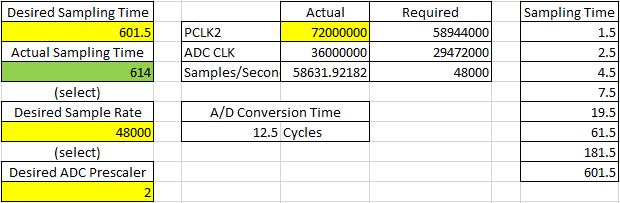 Desired Sampling Time Actual Required Sampling Time
601.5 PCLK2 72000000 58944000 1.5
Actual Sampling Time ADC CLK 36000000 29472000 2.5
614 Samples/Secon 58631.92182 48000 4.5
(select) 7.5
Desired Sample Rate A/D Conversion Time 19.5
48000 12.5 Cycles 61.5
(select) 181.5
Desired ADC Prescaler 601.5
2